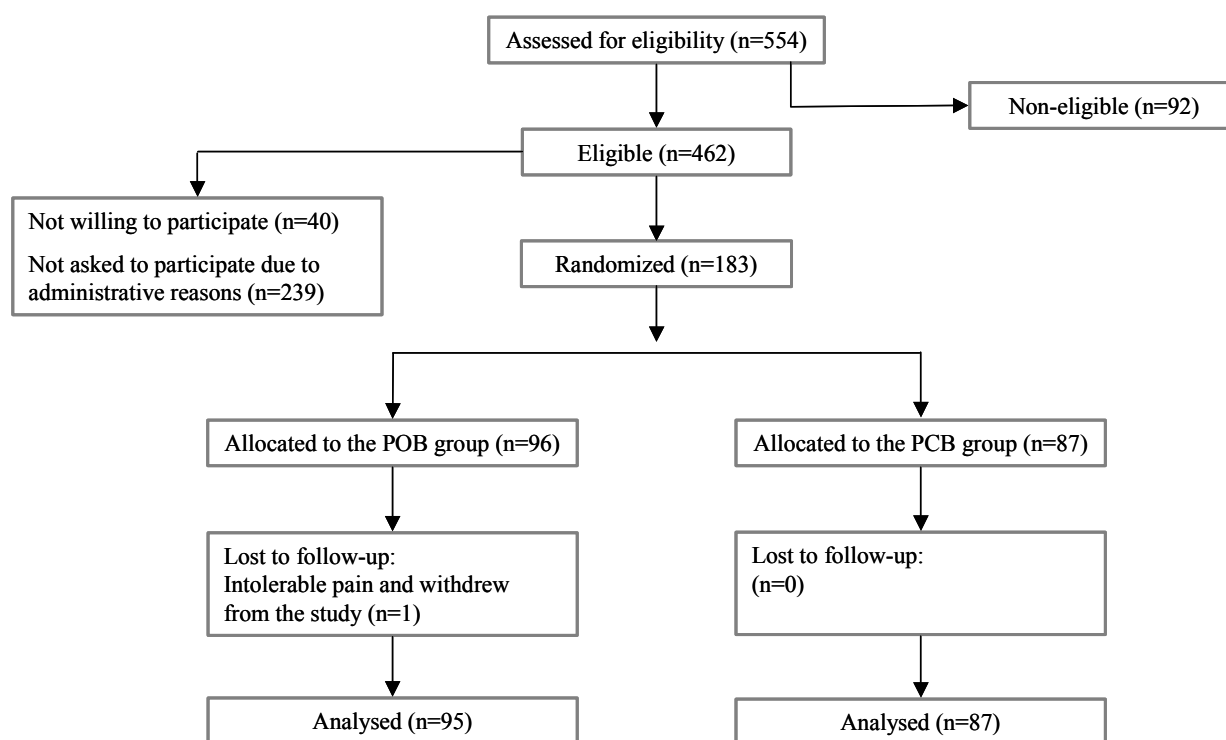 Assessed for eligibility (n=554)
Non-eligible (n=92)
Eligible (n=462)
Not willing to participate (n=40)
Not asked to participate due to
administrative reasons (n=239)
Randomized (n=183)
Allocated to the POB group (n=96)
Allocated to the PCB group (n=87)
Lost to follow-up:
Intolerable pain and withdrew
from the study (n=1)
Lost to follow-up:
(n=0)
Analysed (n=95)
Analysed (n=87)